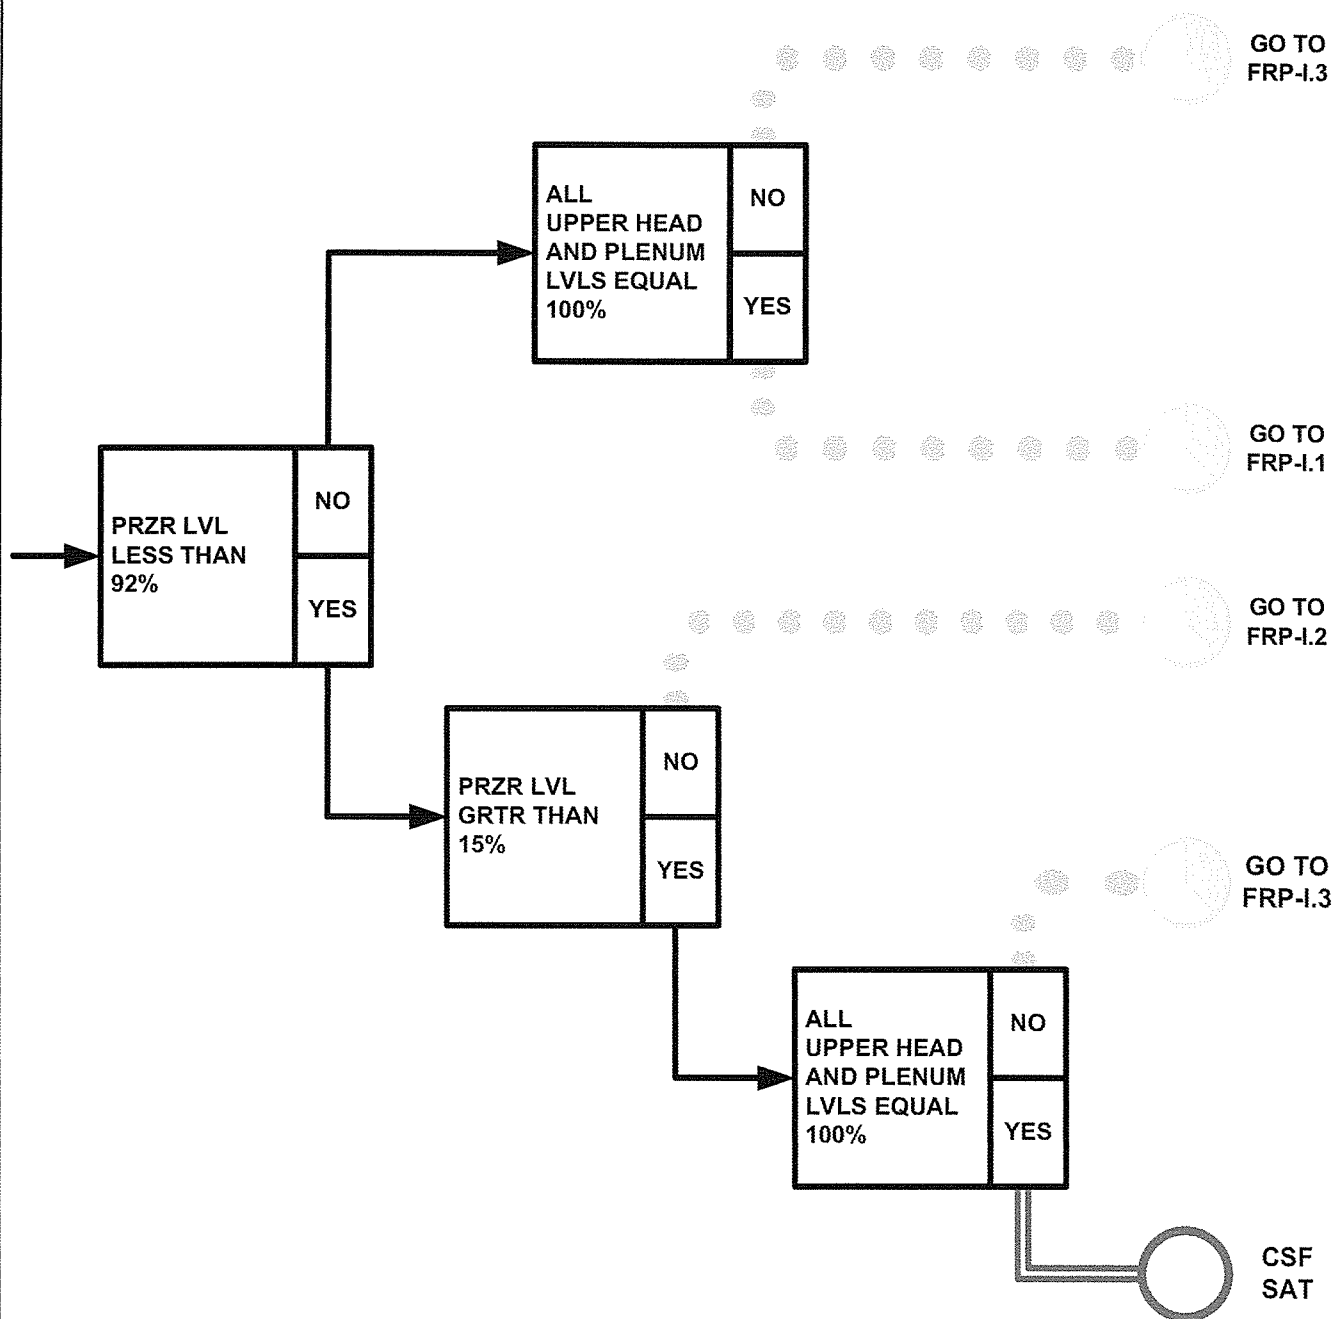 GO TO
FRP-I.3
ALL
UPPER HEAD
AND PLENUM
LVLS EQUAL
100%
NO
YES
GO TO
FRP-I.1
PRZR LVL
LESS THAN
92%
NO
YES
GO TO
FRP-I.2
PRZR LVL
GRTR THAN
15%
NO
YES
GO TO
FRP-I.3
ALL
UPPER HEAD
AND PLENUM
LVLS EQUAL
100%
NO
YES
CSF
SAT